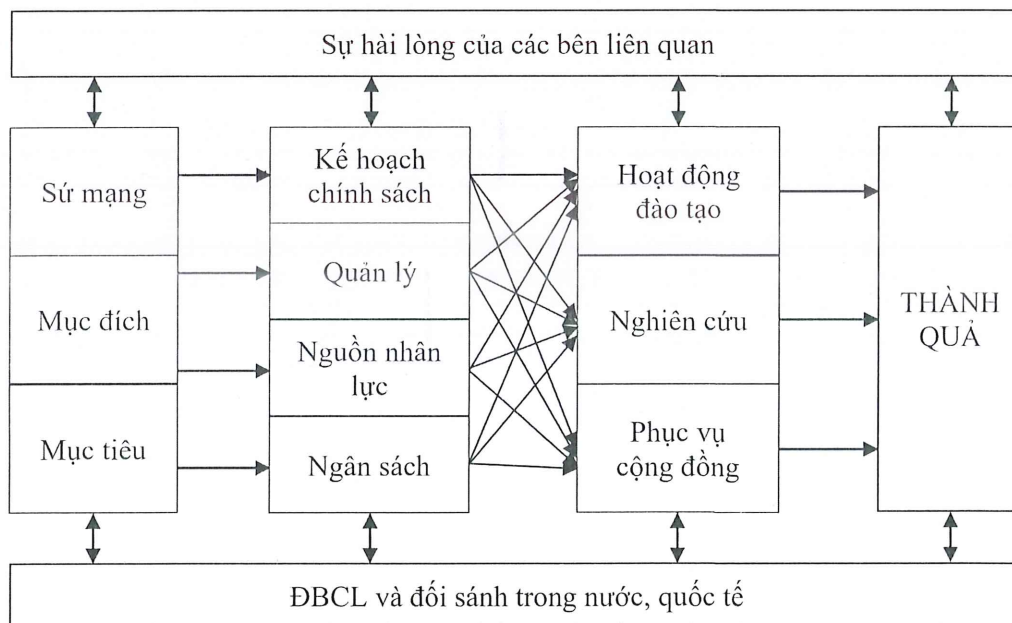 Sự hài lòng của các bên liên quan
Sứ mạng
Mục đích
Mục tiêu
Kế hoạch
chính sách
Quản lý
Nguồn nhân
lực
Ngân sách
Hoạt động
đào tạo
Nghiên cứu
Phục vụ
cộng đồng
THÀNH
QUẢ
ĐBCL và đối sánh trong nước, quốc tế